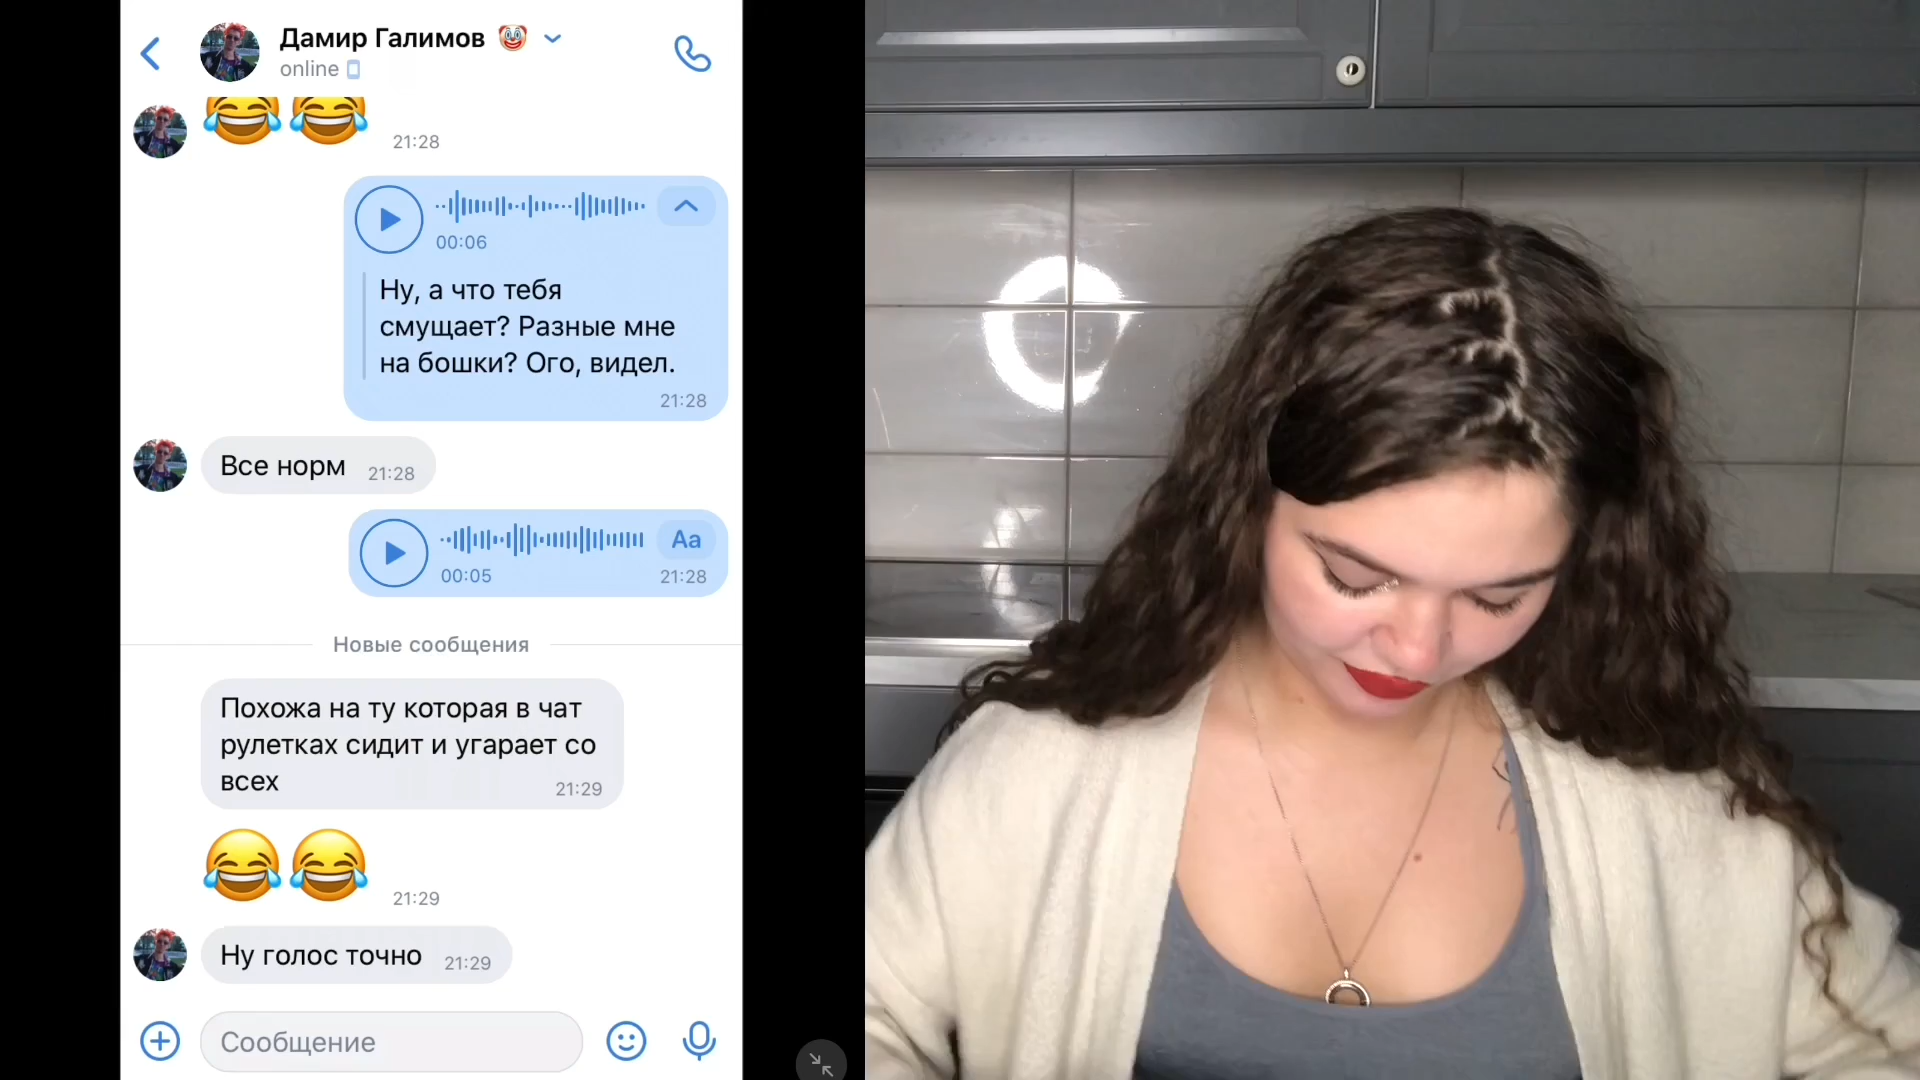 Дамир Галимов 🤡
online
😂😂
21:28
00:06
Ну, а что тебя
смущает? Разные мне
на бошки? Ого, видел.
21:28
Все норм 21:28
Aa
00:05 21:28
Новые сообщения
Похожа на ту которая в чат
рулетках сидит и угарает со
всех 21:29
😂😂 21:29
Ну голос точно 21:29
Сообщение